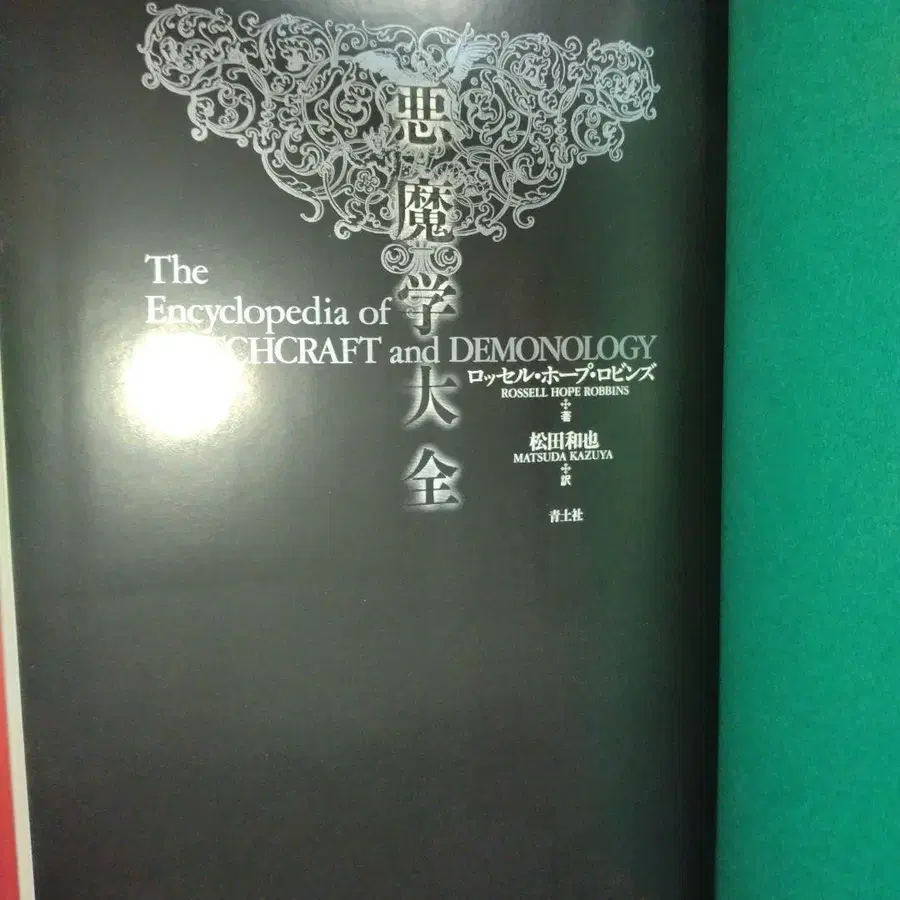 悪魔学大全
The
Encyclopedia of
CHCRAFT and DEMONOLOGY
ロッセル・ホープ・ロビンズ
ROSSELL HOPE ROBBINS
著
松田和也
MATSUDA KAZUYA
訳
青土社